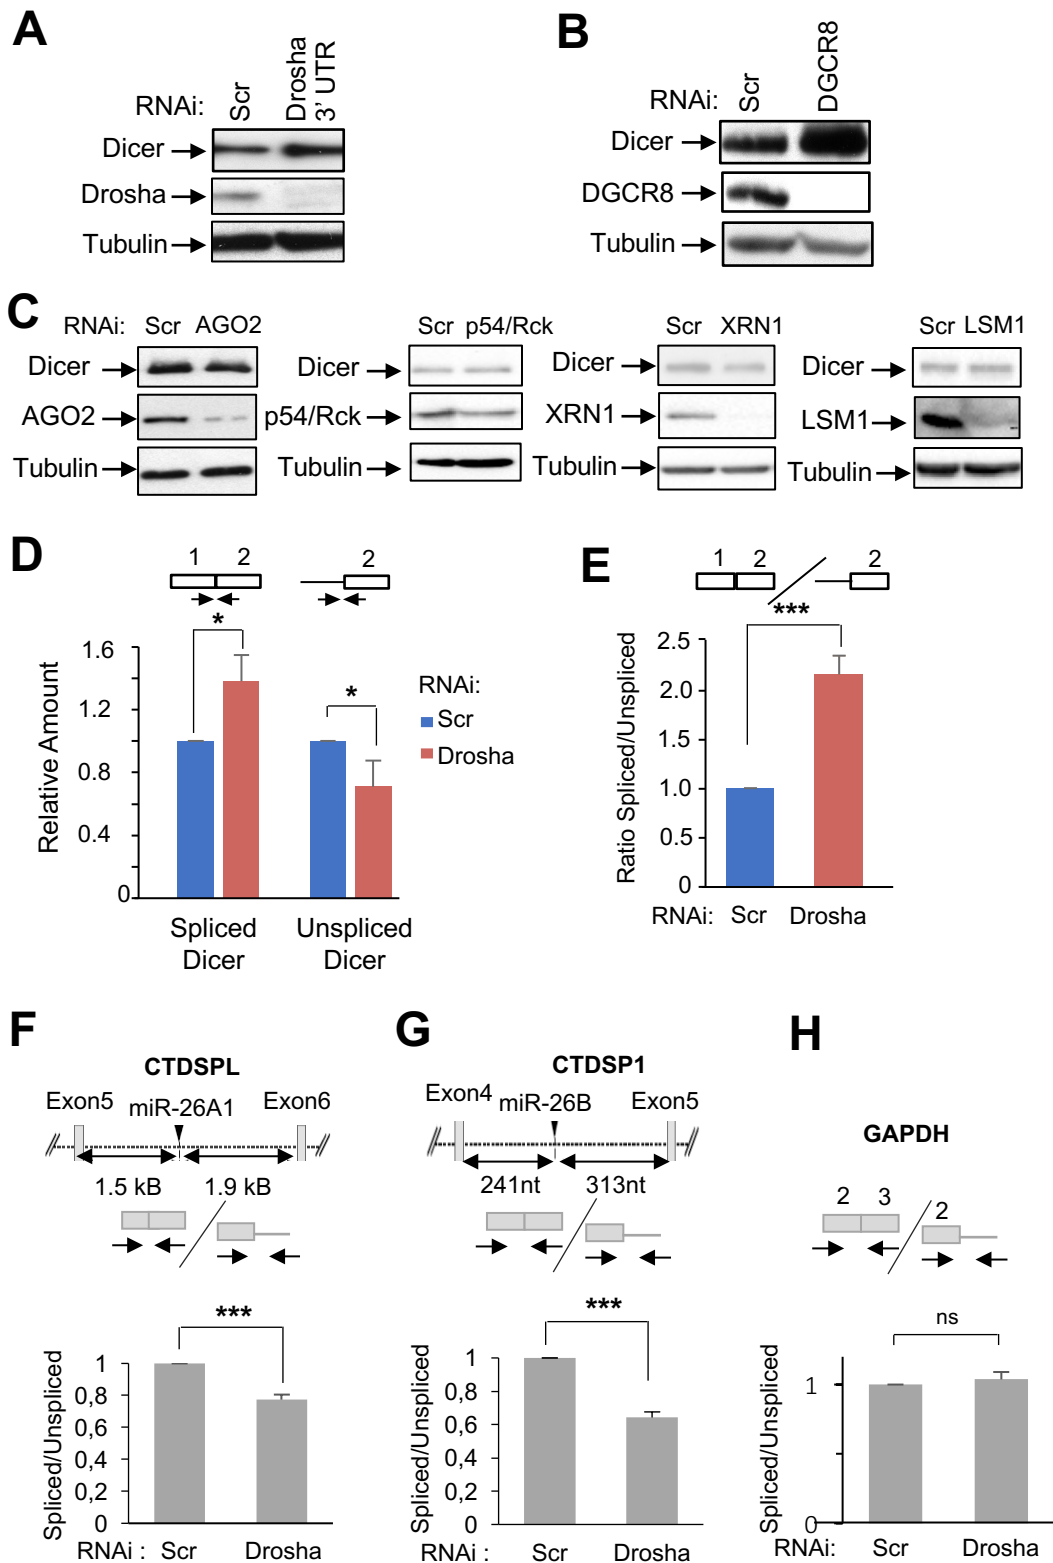 A
RNAi:
Scr
Drosha
3' UTR
Dicer
Drosha
Tubulin
B
RNAi:
Scr
DGCR8
Dicer
DGCR8
Tubulin
C
RNAi: Scr AGO2
Dicer
AGO2
Tubulin
Scr p54/Rck
Dicer
p54/Rck
Tubulin
Scr XRN1
Dicer
XRN1
Tubulin
Scr LSM1
Dicer
LSM1
Tubulin
D
1 2
2
*
*
Relative Amount
1.6
1.2
0.8
0.4
0
Spliced
Dicer
Unspliced
Dicer
RNAi:
Scr
Drosha
E
1 2
2
***
Ratio Spliced/Unspliced
2.5
2.0
1.5
1.0
0.5
0
RNAi: Scr Drosha
F
CTDSPL
Exon5 miR-26A1 Exon6
1.5 kB 1.9 kB
***
Spliced/Unspliced
1
0,8
0,6
0,4
0,2
0
RNAi : Scr Drosha
G
CTDSP1
Exon4 miR-26B Exon5
241nt 313nt
***
Spliced/Unspliced
1
0,8
0,6
0,4
0,2
0
RNAi : Scr Drosha
H
GAPDH
2 3
2
ns
Spliced/Unspliced
1
0
RNAi: Scr Drosha